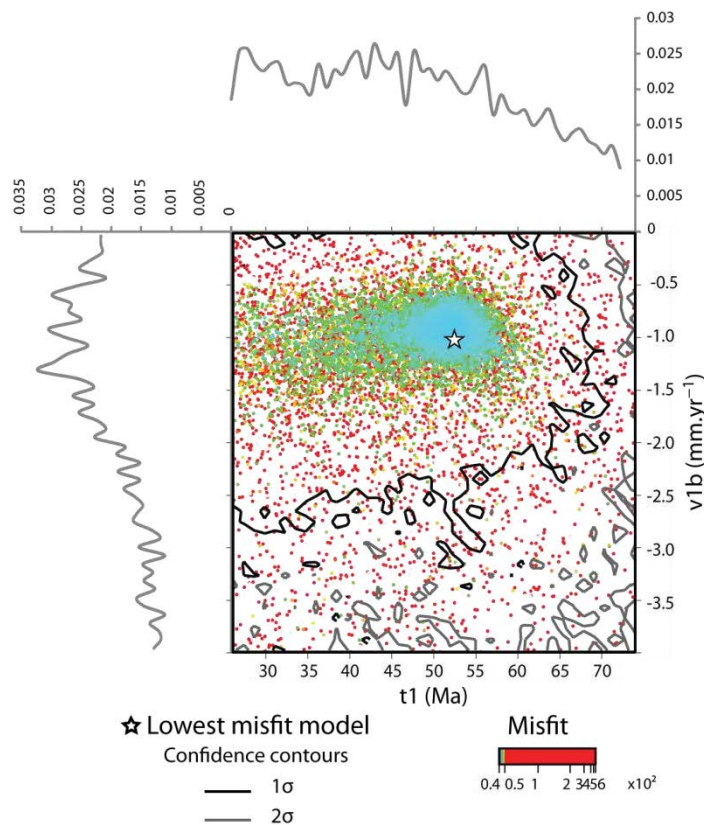 0.03
0.025
0.02
0.015
0.01
0.005
0
0.035
0.03
0.025
0.02
0.015
0.01
0.005
0
-0.5
-1.0
-1.5
-2.0
-2.5
-3.0
-3.5
v1b (mm.yr⁻¹)
30 35 40 45 50 55 60 65 70
t1 (Ma)
Lowest misfit model
Confidence contours
1σ
2σ
Misfit
0.4 0.5 1 2 3456 x10²